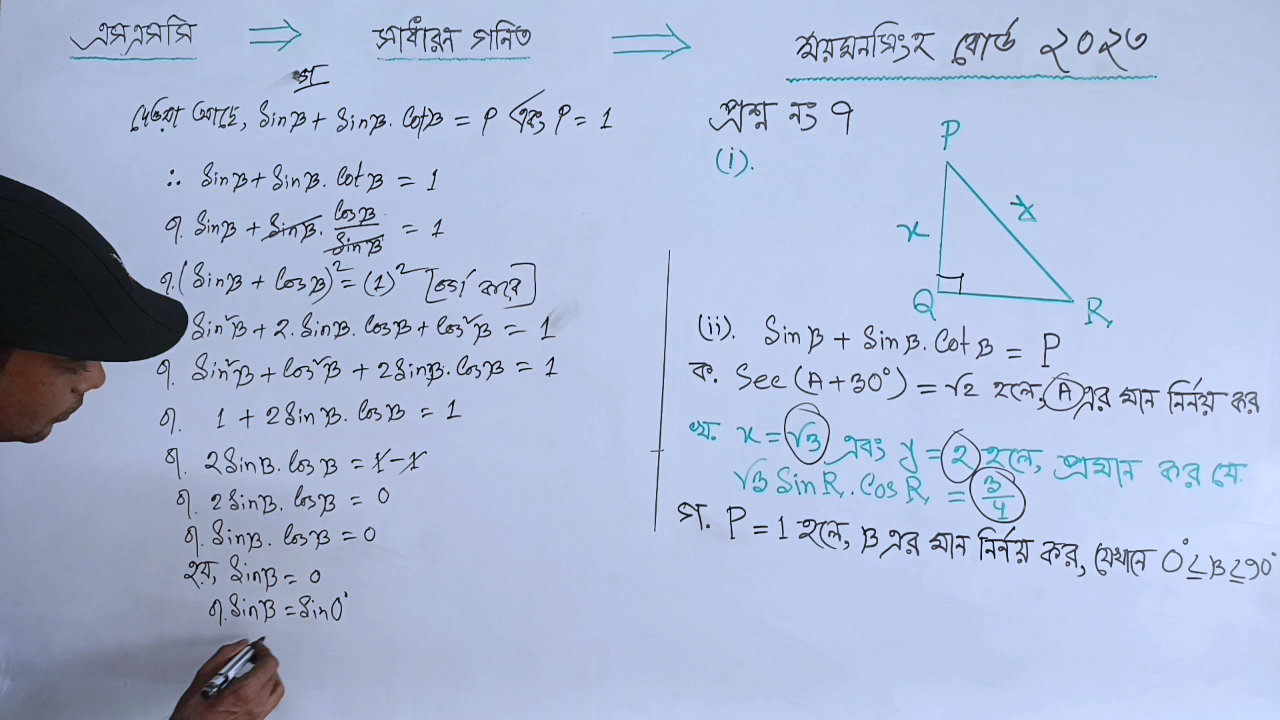 এসএসসি ⇒ সাধারন গনিত ⇒ ময়মনসিংহ বোর্ড ২০২৩
গ
দেওয়া আছে, SinB + SinB. CotB = P এবং P = 1
∴ SinB + SinB. CotB = 1
বা, SinB + SinB. CosB/SinB = 1
বা, (SinB + CosB)² = (1)² [বর্গ করে]
Sin²B + 2. SinB. CosB + Cos²B = 1
বা, Sin²B + Cos²B + 2SinB. CosB = 1
বা, 1 + 2SinB. CosB = 1
বা, 2SinB. CosB = 1 - 1
বা, 2SinB. CosB = 0
বা, SinB. CosB = 0
হয়, SinB = 0
বা, SinB = Sin0°
প্রশ্ন নং ৭
(i).
P
x
Q
R
(ii). SinB + SinB. CotB = P
ক. Sec(A + 30°) = √2 হলে, A এর মান নির্নয় কর
খ. x = √3 এবং y = 2 হলে, প্রমান কর যে
√3 SinR. CosR = 3/4
গ. P = 1 হলে, B এর মান নির্নয় কর, যেখানে 0° ≤ B ≤ 90°